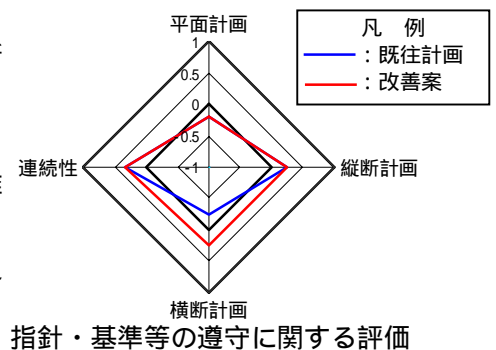 平面計画
凡 例
：既往計画
：改善案
1
0.5
0
-0.5
-1
連続性
縦断計画
横断計画
指針・基準等の遵守に関する評価